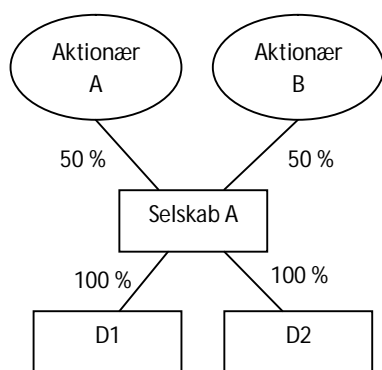 Aktionær
A
Aktionær
B
50 %
50 %
Selskab A
100 %
100 %
D1
D2